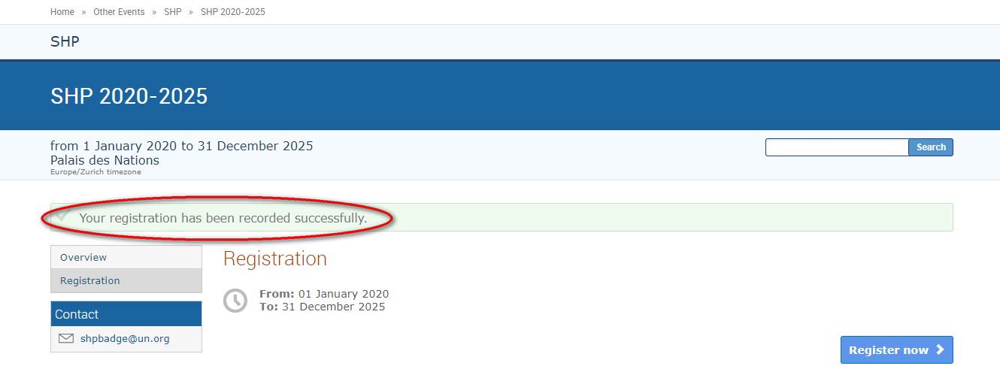 Home » Other Events » SHP » SHP 2020-2025
SHP
SHP 2020-2025
from 1 January 2020 to 31 December 2025
Palais des Nations
Europe/Zurich timezone
Search
Your registration has been recorded successfully.
Overview
Registration
Contact
shpbadge@un.org
Registration
From: 01 January 2020
To: 31 December 2025
Register now